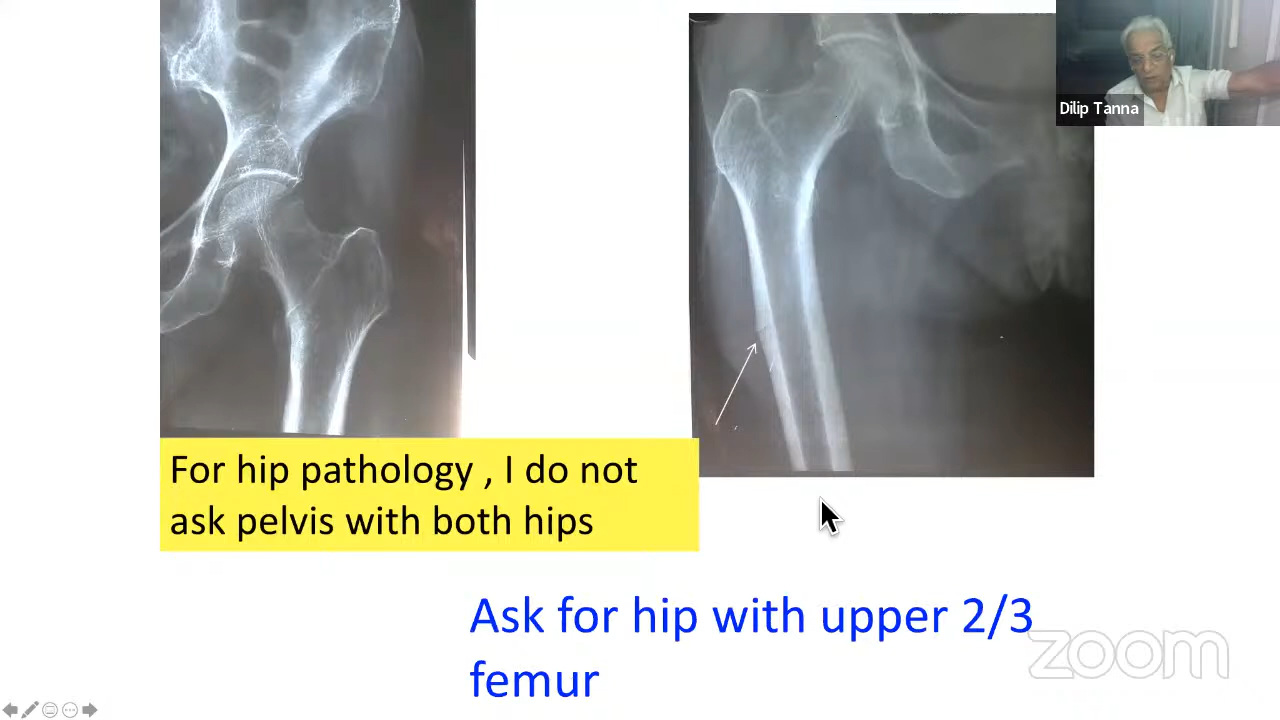 Dilip Tanna
For hip pathology , I do not
ask pelvis with both hips
Ask for hip with upper 2/3
femur
zoom